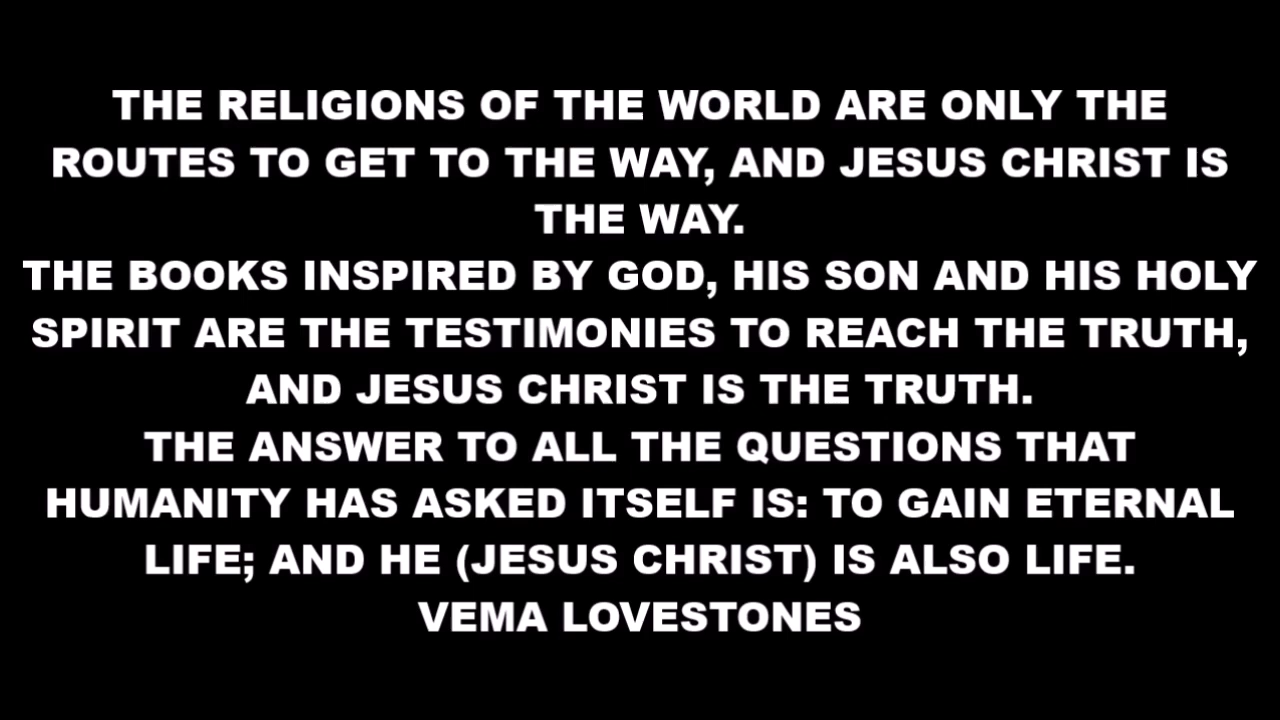 THE RELIGIONS OF THE WORLD ARE ONLY THE
ROUTES TO GET TO THE WAY, AND JESUS CHRIST IS
THE WAY.
THE BOOKS INSPIRED BY GOD, HIS SON AND HIS HOLY
SPIRIT ARE THE TESTIMONIES TO REACH THE TRUTH,
AND JESUS CHRIST IS THE TRUTH.
THE ANSWER TO ALL THE QUESTIONS THAT
HUMANITY HAS ASKED ITSELF IS: TO GAIN ETERNAL
LIFE; AND HE (JESUS CHRIST) IS ALSO LIFE.
VEMA LOVESTONES